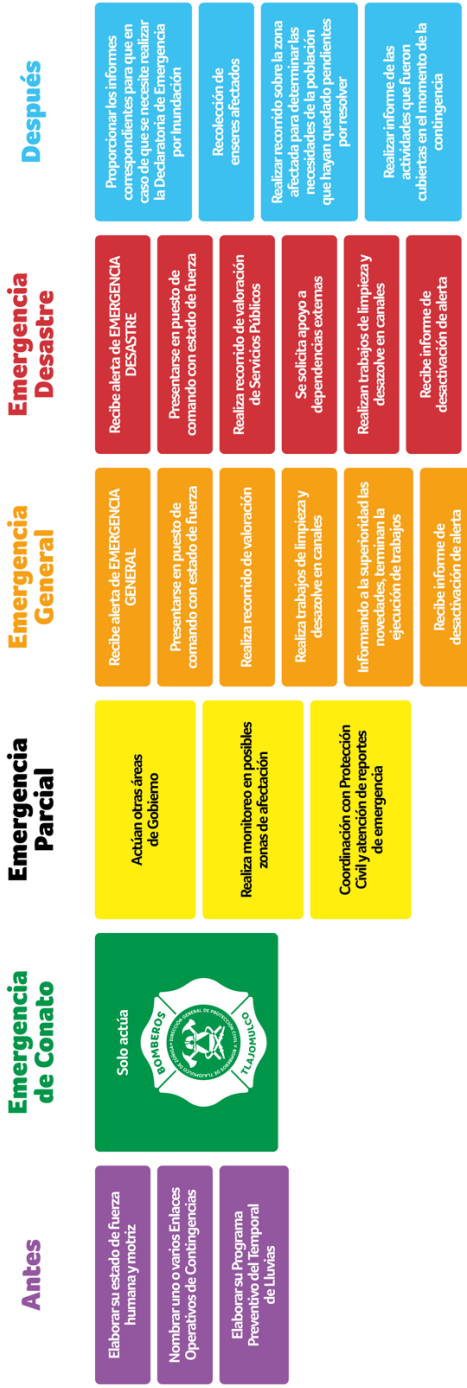 Antes
Elaborar su estado de fuerza
humana y motriz
Nombrar uno o varios Enlaces
Operativos de Contingencias
Elaborar su Programa
Preventivo del Temporal
de Lluvias
Emergencia
de Conato
Solo actúa
BOMBEROS
DIRECCIÓN GENERAL DE PROTECCIÓN CIVIL Y BOMBEROS DE TLAJOMULCO DE ZÚÑIGA
TLAJOMULCO
Emergencia
Parcial
Actúan otras áreas
de Gobierno
Realiza monitoreo en posibles
zonas de afectación
Coordinación con Protección
Civil y atención de reportes
de emergencia
Emergencia
General
Recibe alerta de EMERGENCIA
GENERAL
Presentarse en puesto de
comando con estado de fuerza
Realiza recorrido de valoración
Realiza trabajos de limpieza y
desazolve en canales
Informando a la superioridad las
novedades, terminan la
ejecución de trabajos
Recibe informe de
desactivación de alerta
Emergencia
Desastre
Recibe alerta de EMERGENCIA
DESASTRE
Presentarse en puesto de
comando con estado de fuerza
Realiza recorrido de valoración
de Servicios Públicos
Se solicita apoyo a
dependencias externas
Realizan trabajos de limpieza y
desazolve en canales
Recibe informe de
desactivación de alerta
Después
Proporcionar los informes
correspondientes para que en
caso de que se necesite realizar
la Declaratoria de Emergencia
por Inundación
Recolección de
enseres afectados
Realizar recorrido sobre la zona
afectada para determinar las
necesidades de la población
que hayan quedado pendientes
por resolver
Realizar informe de las
actividades que fueron
cubiertas en el momento de la
contingencia